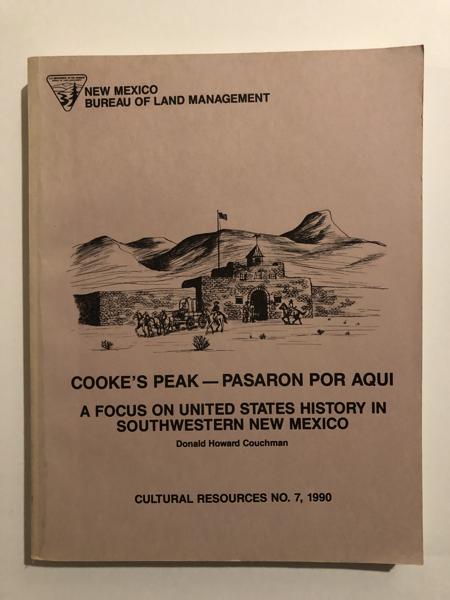 NEW MEXICO
BUREAU OF LAND MANAGEMENT
COOKE'S PEAK — PASARON POR AQUI
A FOCUS ON UNITED STATES HISTORY IN
SOUTHWESTERN NEW MEXICO
Donald Howard Couchman
CULTURAL RESOURCES NO. 7, 1990